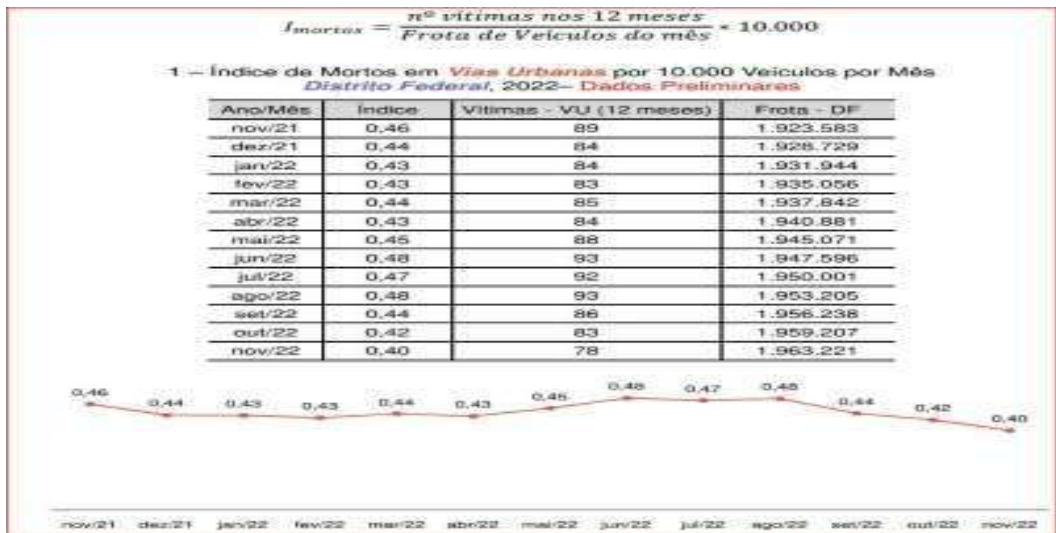 Imortos = nº vítimas nos 12 meses / Frota de Veículos do mês * 10.000
1 – Índice de Mortos em Vias Urbanas por 10.000 Veículos por Mês
Distrito Federal, 2022– Dados Preliminares
Ano/Mês Índice Vítimas - VU (12 meses) Frota - DF
nov/21 0,46 89 1.923.583
dez/21 0,44 84 1.928.729
jan/22 0,43 84 1.931.944
fev/22 0,43 83 1.935.056
mar/22 0,44 85 1.937.842
abr/22 0,43 84 1.940.881
mai/22 0,45 88 1.945.071
jun/22 0,48 93 1.947.596
jul/22 0,47 92 1.950.001
ago/22 0,48 93 1.953.205
set/22 0,44 86 1.956.238
out/22 0,42 83 1.959.207
nov/22 0,40 78 1.963.221
0,46 0,44 0,43 0,43 0,44 0,43 0,45 0,48 0,47 0,48 0,44 0,42 0,40
nov/21 dez/21 jan/22 fev/22 mar/22 abr/22 mai/22 jun/22 jul/22 ago/22 set/22 out/22 nov/22